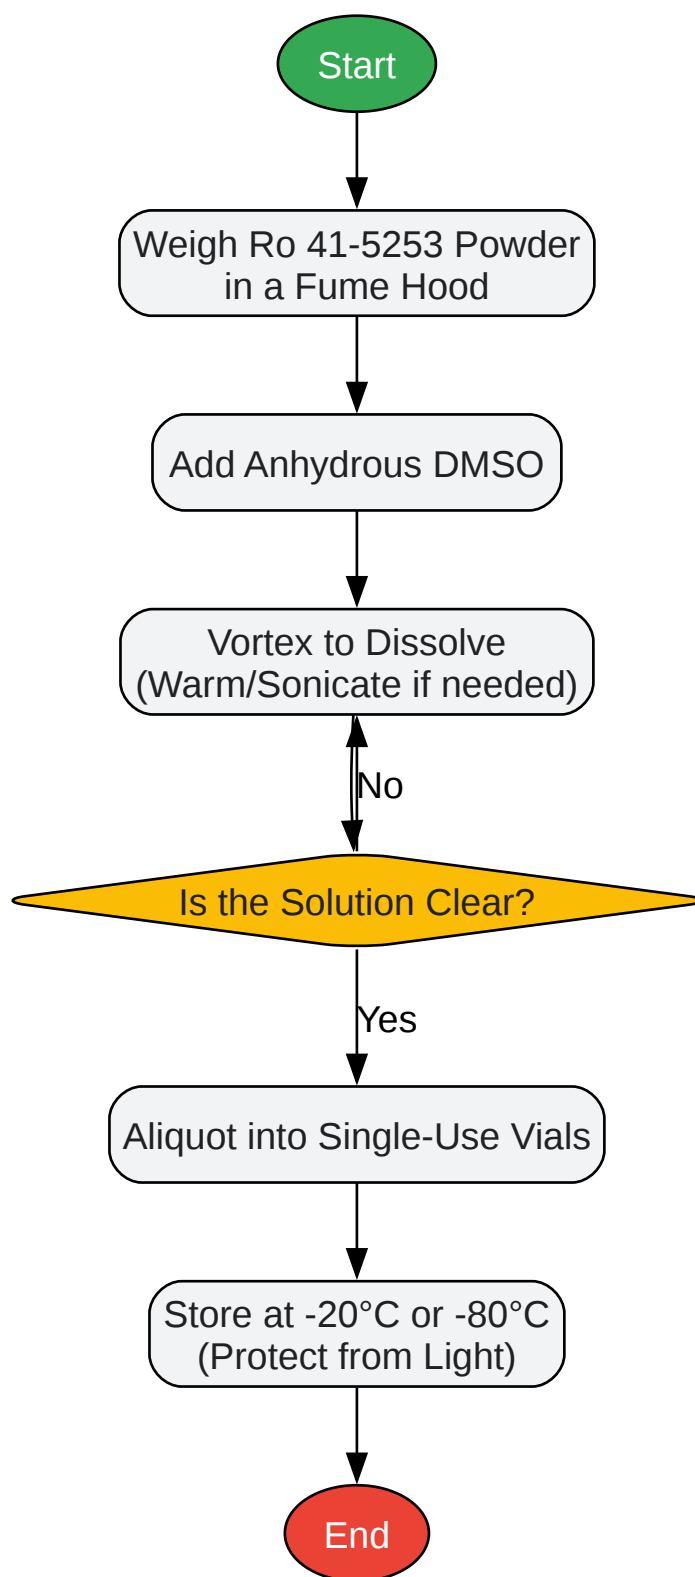 Start
Weigh Ro 41-5253 Powder
in a Fume Hood
Add Anhydrous DMSO
Vortex to Dissolve
(Warm/Sonicate if needed)
No
Is the Solution Clear?
Yes
Aliquot into Single-Use Vials
Store at -20°C or -80°C
(Protect from Light)
End